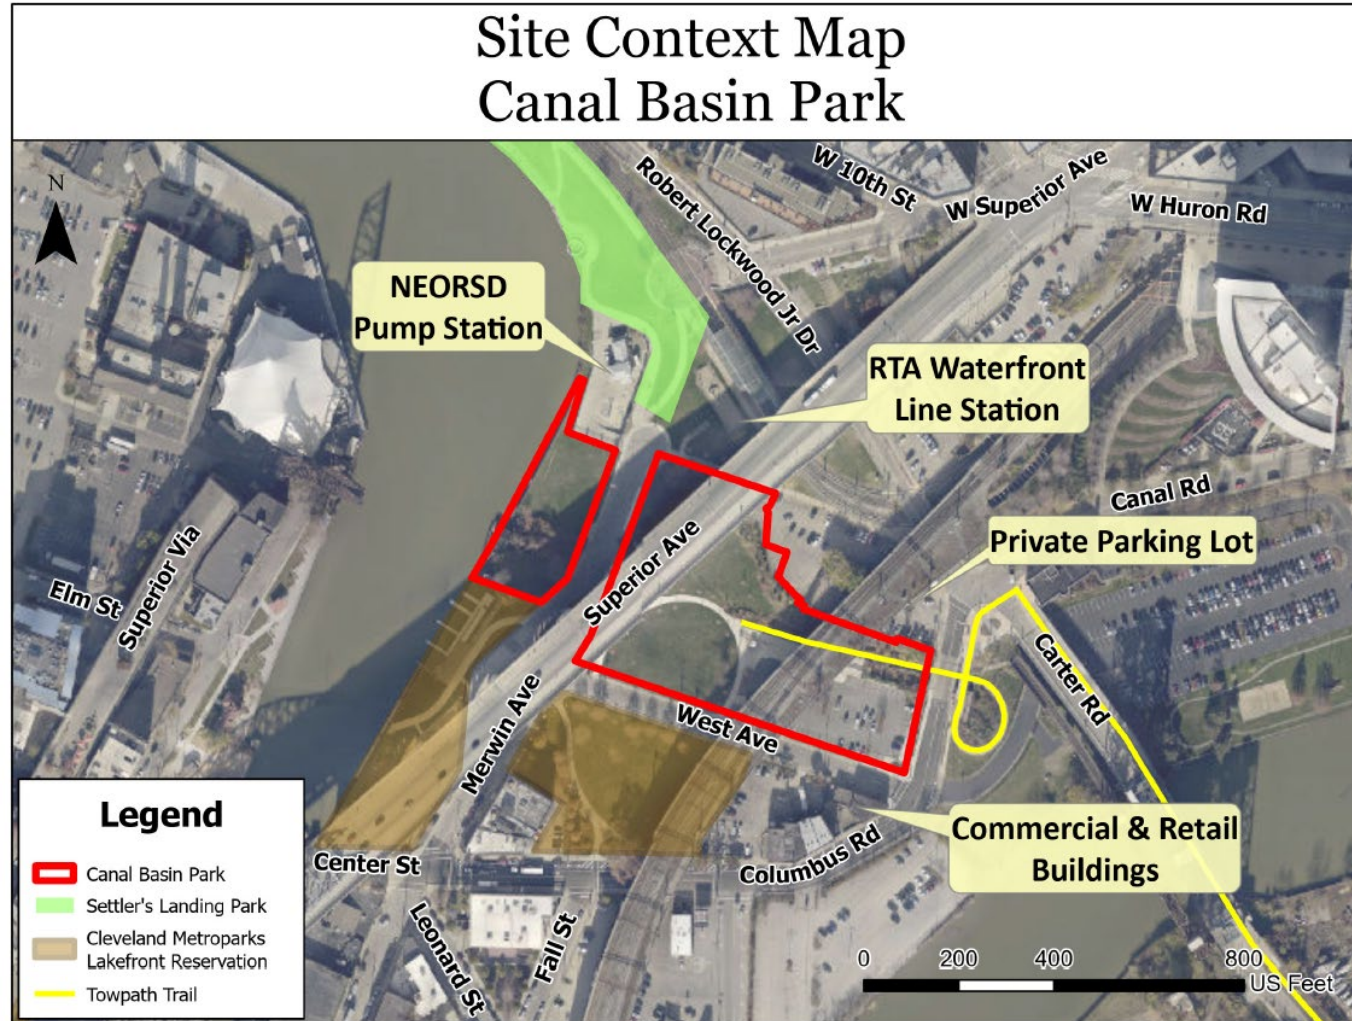 Site Context Map
Canal Basin Park
N
W 10th St
W Superior Ave
W Huron Rd
Robert Lockwood Jr Dr
NEORSD
Pump Station
RTA Waterfront
Line Station
Canal Rd
Private Parking Lot
Superior Ave
Elm St
Superior Via
Carter Rd
Merwin Ave
West Ave
Commercial & Retail
Buildings
Columbus Rd
Center St
Leonard St
Fall St
Legend
Canal Basin Park
Settler's Landing Park
Cleveland Metroparks
Lakefront Reservation
Towpath Trail
0 200 400 800
US Feet